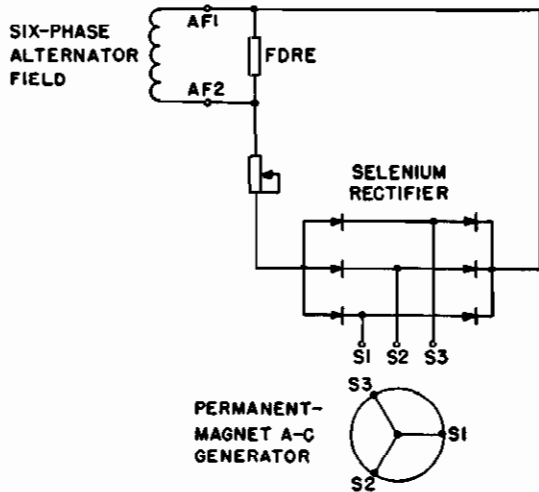 SIX-PHASE
ALTERNATOR
FIELD
AF1
FDRE
AF2
SELENIUM
RECTIFIER
S1 S2 S3
PERMANENT-
MAGNET A-C
GENERATOR
S3
S1
S2